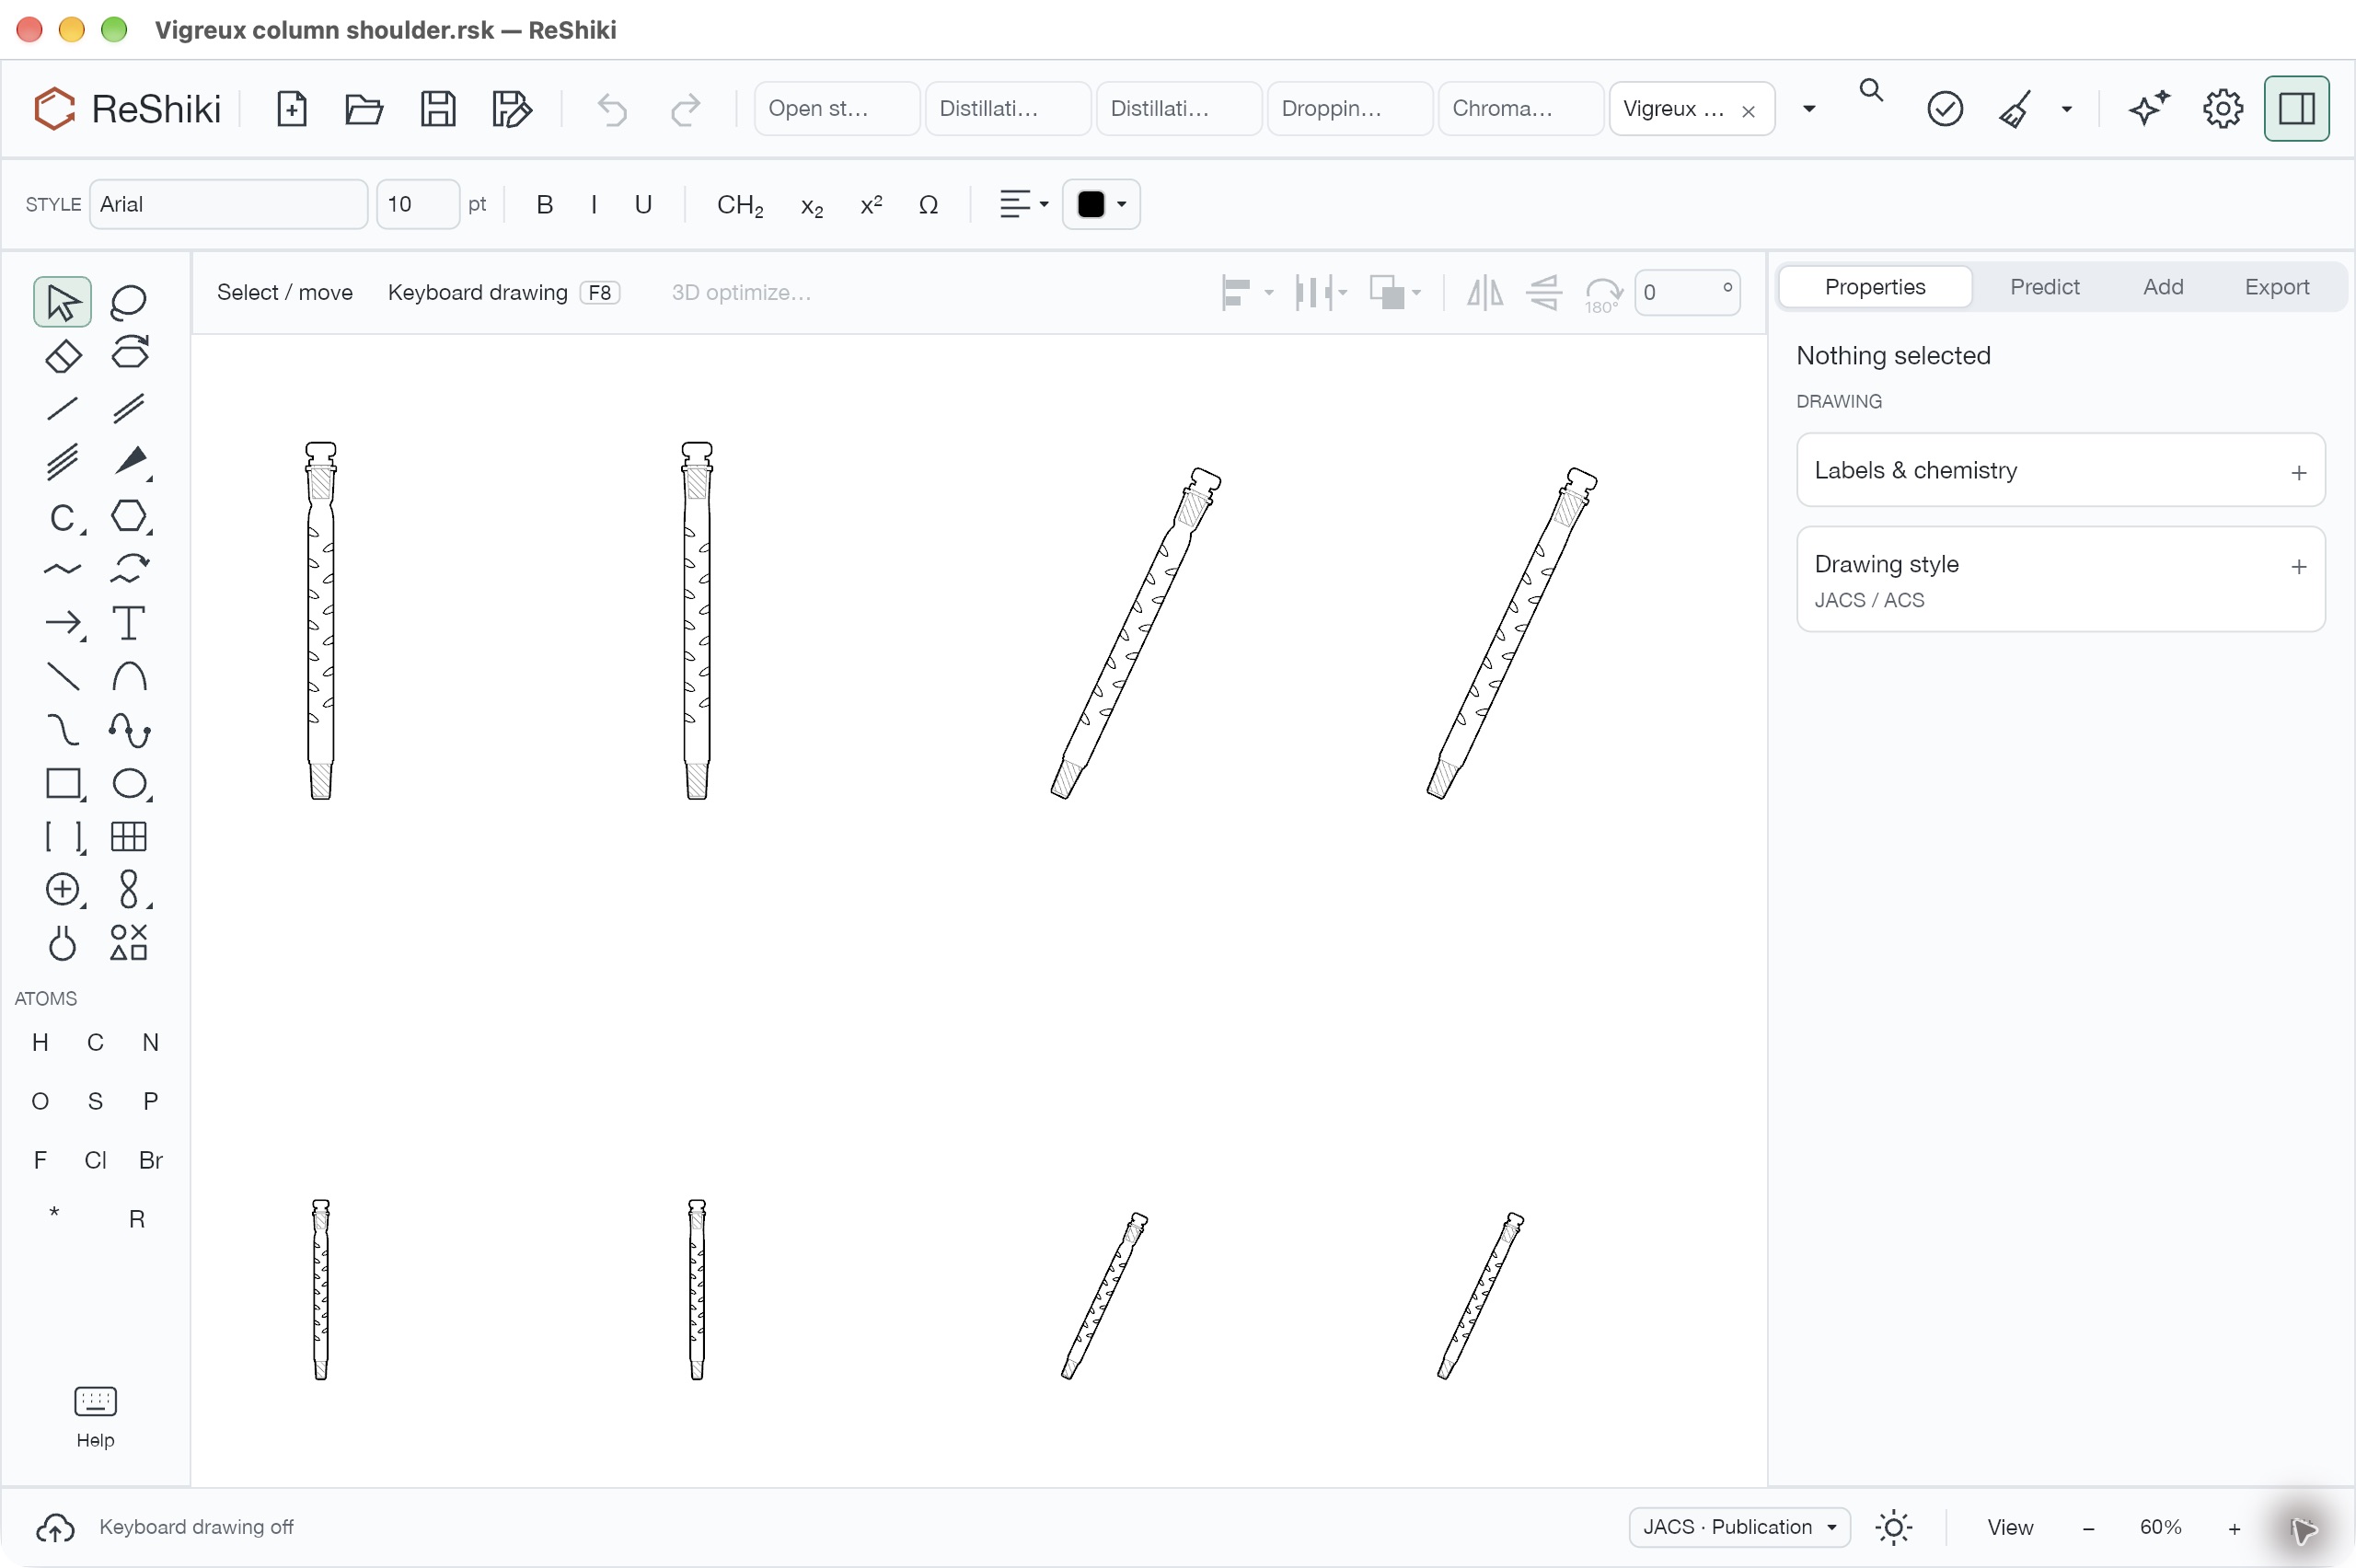 Vigreux column shoulder.rsk — ReShiki
ReShiki
Open st...
Distillati...
Distillati...
Droppin...
Chroma...
Vigreux ...
STYLE Arial 10 pt B I U CH₂ x₂ x² Ω
Select / move Keyboard drawing F8 3D optimize... 180° 0 °
Properties Predict Add Export
Nothing selected
DRAWING
Labels & chemistry +
Drawing style +
JACS / ACS
C
T
ATOMS
H C N
O S P
F Cl Br
* R
Help
Keyboard drawing off JACS · Publication View − 60% +